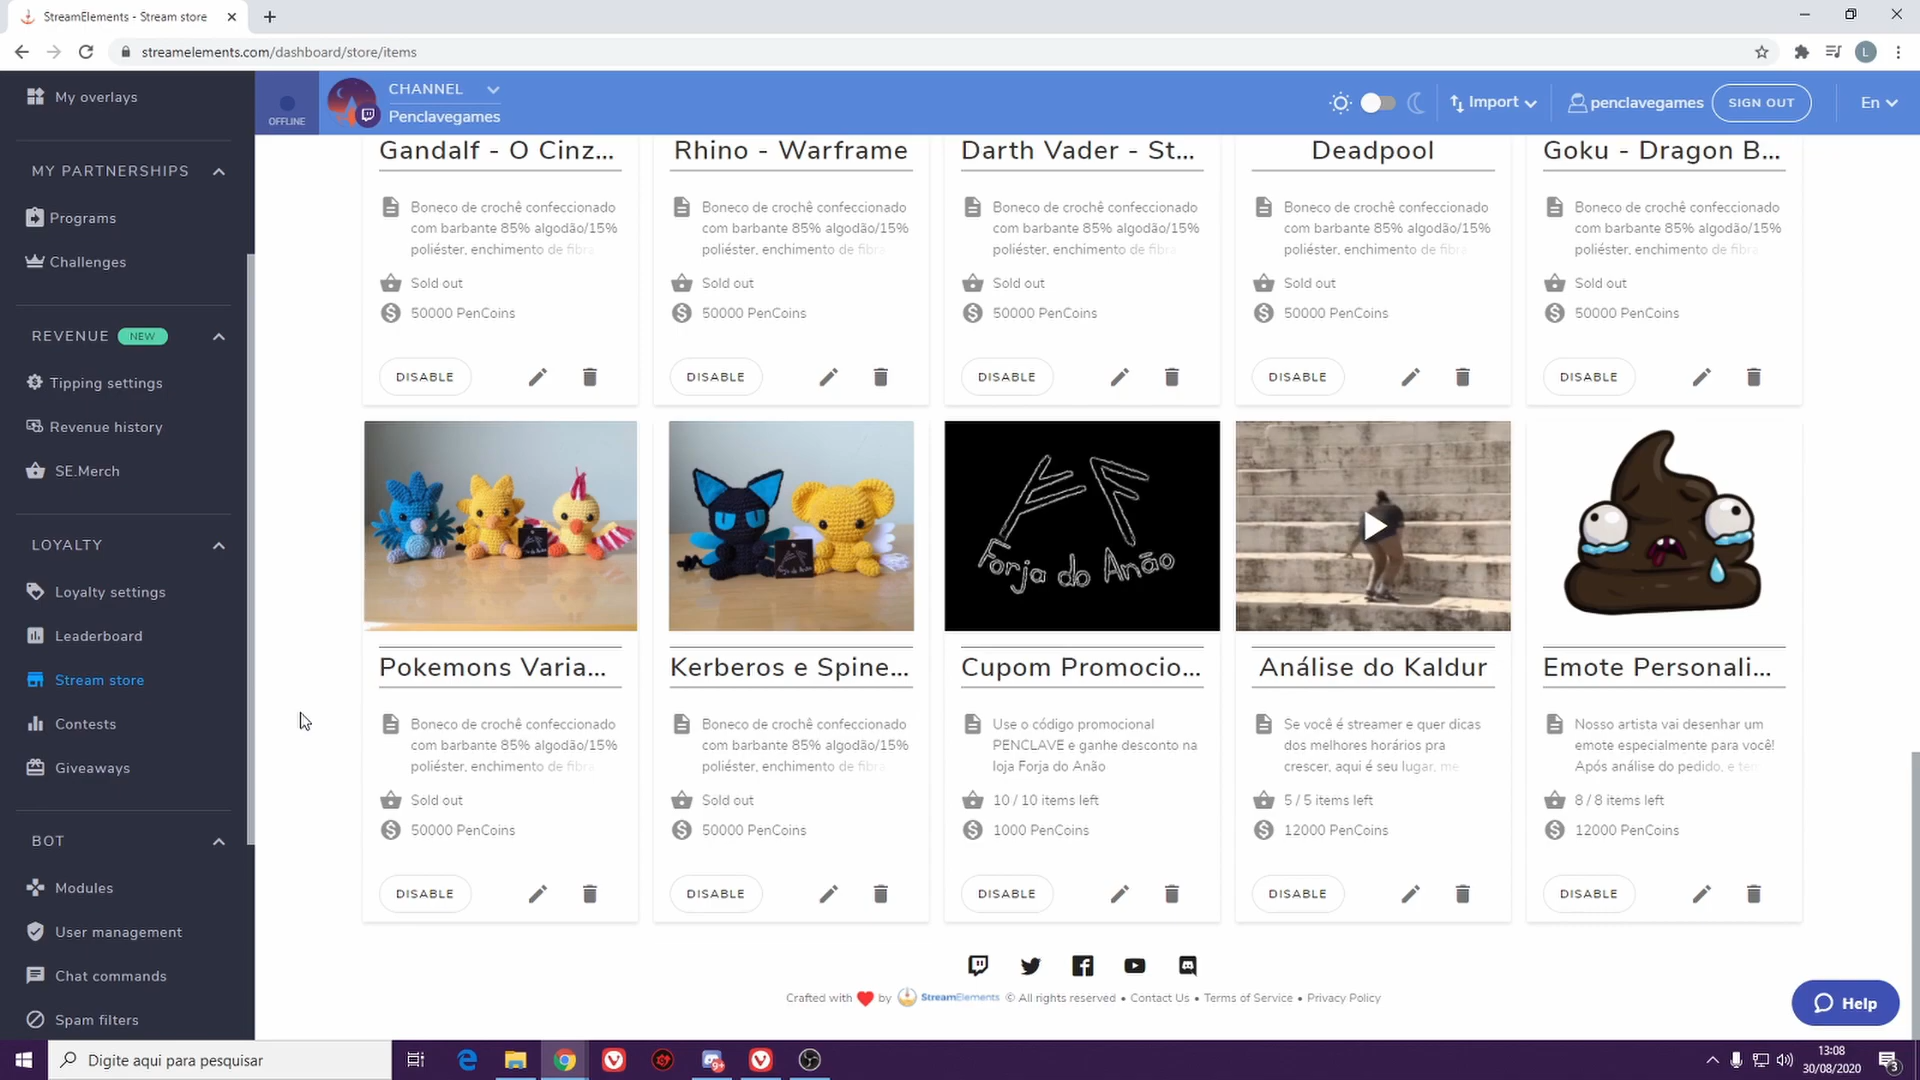 StreamElements - Stream store
streamelements.com/dashboard/store/items
L
My overlays
MY PARTNERSHIPS
Programs
Challenges
REVENUE NEW
Tipping settings
Revenue history
SE.Merch
LOYALTY
Loyalty settings
Leaderboard
Stream store
Contests
Giveaways
BOT
Modules
User management
Chat commands
Spam filters
OFFLINE
CHANNEL
Penclavegames
Import
penclavegames
SIGN OUT
En
Gandalf - O Cinz...
Boneco de crochê confeccionado
com barbante 85% algodão/15%
poliéster, enchimento de fibra
Sold out
50000 PenCoins
DISABLE
Rhino - Warframe
Boneco de crochê confeccionado
com barbante 85% algodão/15%
poliéster, enchimento de fibra
Sold out
50000 PenCoins
DISABLE
Darth Vader - St...
Boneco de crochê confeccionado
com barbante 85% algodão/15%
poliéster, enchimento de fibra
Sold out
50000 PenCoins
DISABLE
Deadpool
Boneco de crochê confeccionado
com barbante 85% algodão/15%
poliéster, enchimento de fibra
Sold out
50000 PenCoins
DISABLE
Goku - Dragon B...
Boneco de crochê confeccionado
com barbante 85% algodão/15%
poliéster, enchimento de fibra
Sold out
50000 PenCoins
DISABLE
Pokemons Varia...
Boneco de crochê confeccionado
com barbante 85% algodão/15%
poliéster, enchimento de fibra
Sold out
50000 PenCoins
DISABLE
Kerberos e Spine...
Boneco de crochê confeccionado
com barbante 85% algodão/15%
poliéster, enchimento de fibra
Sold out
50000 PenCoins
DISABLE
Forja do Anão
Cupom Promocio...
Use o código promocional
PENCLAVE e ganhe desconto na
loja Forja do Anão
10 / 10 items left
1000 PenCoins
DISABLE
Análise do Kaldur
Se você é streamer e quer dicas
dos melhores horários pra
crescer, aqui é seu lugar, me
5 / 5 items left
12000 PenCoins
DISABLE
Emote Personali...
Nosso artista vai desenhar um
emote especialmente para você!
Após análise do pedido, e
8 / 8 items left
12000 PenCoins
DISABLE
Crafted with by StreamElements © All rights reserved • Contact Us • Terms of Service • Privacy Policy
Help
Digite aqui para pesquisar
9+
13:08
30/08/2020
3